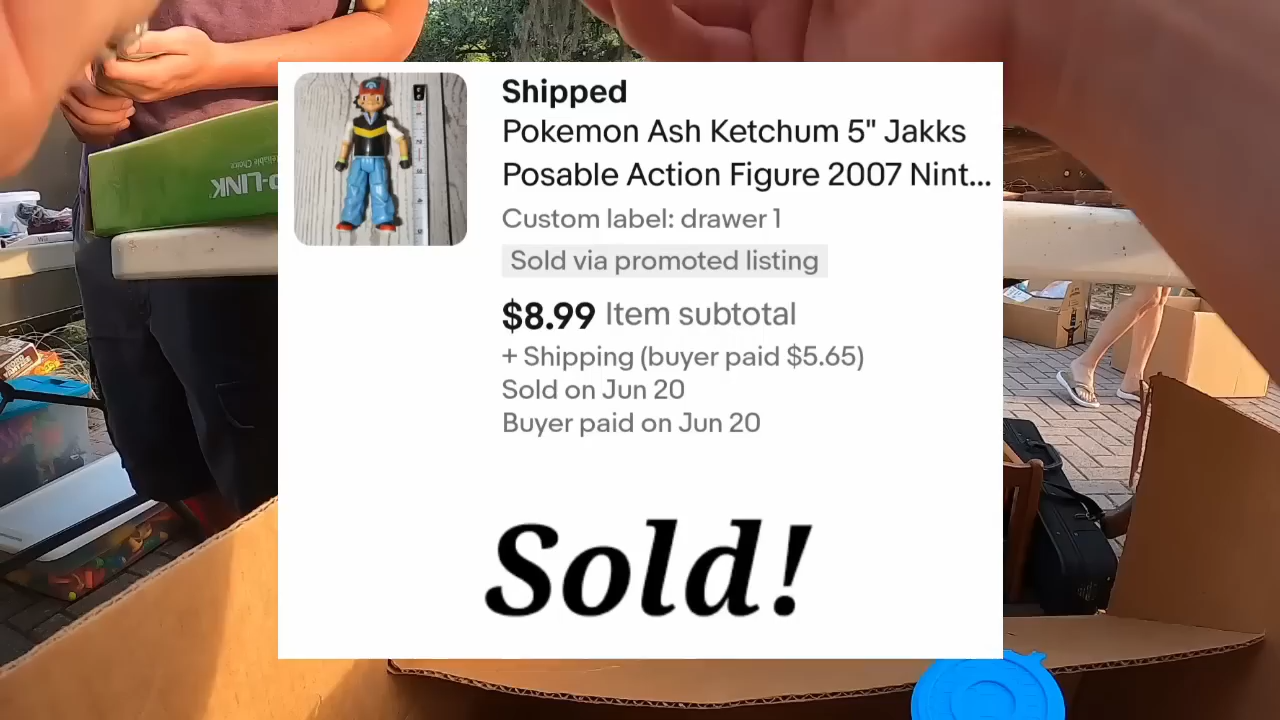 Shipped
Pokemon Ash Ketchum 5" Jakks
Posable Action Figure 2007 Nint...
Custom label: drawer 1
Sold via promoted listing
$8.99 Item subtotal
+ Shipping (buyer paid $5.65)
Sold on Jun 20
Buyer paid on Jun 20
Sold!
-LINK